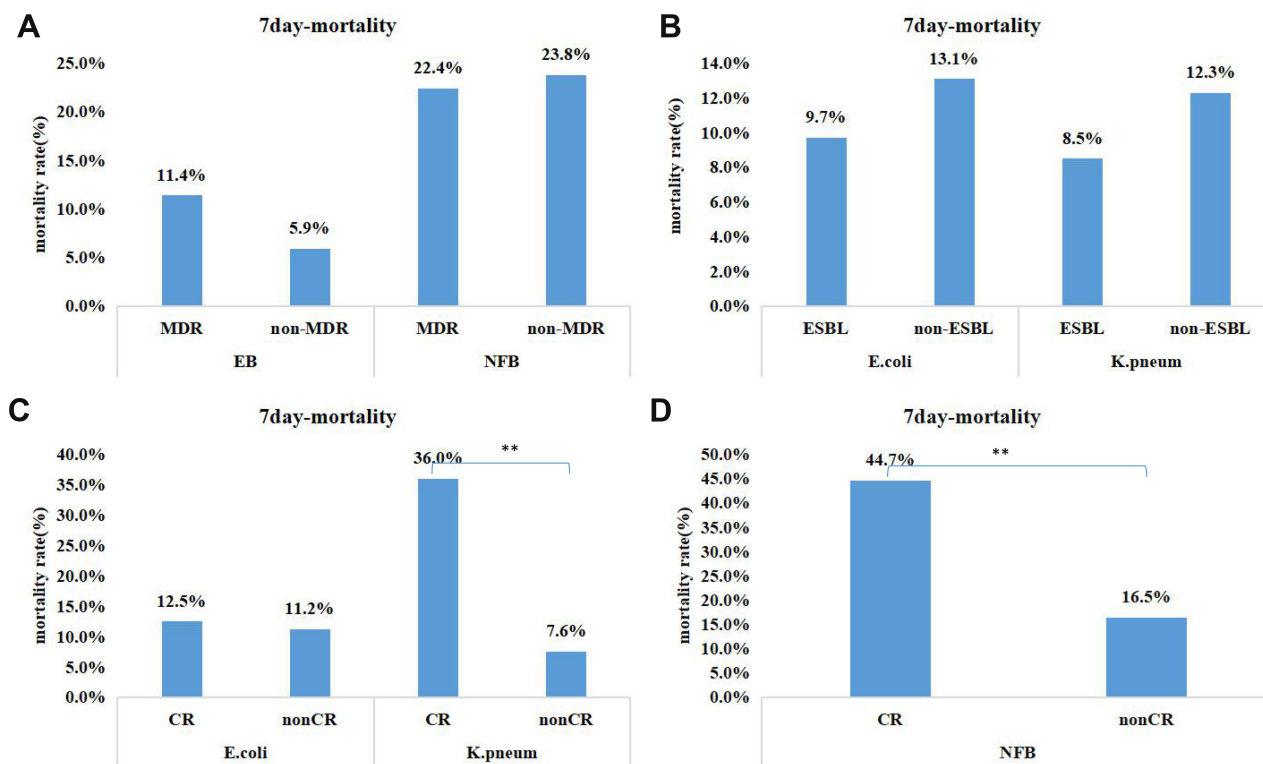 A
7day-mortality
mortality rate(%)
25.0%
20.0%
15.0%
10.0%
5.0%
0.0%
11.4%
5.9%
22.4%
23.8%
MDR
non-MDR
MDR
non-MDR
EB
NFB
B
7day-mortality
mortality rate(%)
14.0%
12.0%
10.0%
8.0%
6.0%
4.0%
2.0%
0.0%
9.7%
13.1%
8.5%
12.3%
ESBL
non-ESBL
ESBL
non-ESBL
E.coli
K.pneum
C
7day-mortality
mortality rate(%)
40.0%
35.0%
30.0%
25.0%
20.0%
15.0%
10.0%
5.0%
0.0%
12.5%
11.2%
36.0%
7.6%
**
CR
nonCR
CR
nonCR
E.coli
K.pneum
D
7day-mortality
mortality rate(%)
50.0%
45.0%
40.0%
35.0%
30.0%
25.0%
20.0%
15.0%
10.0%
5.0%
0.0%
44.7%
16.5%
**
CR
nonCR
NFB